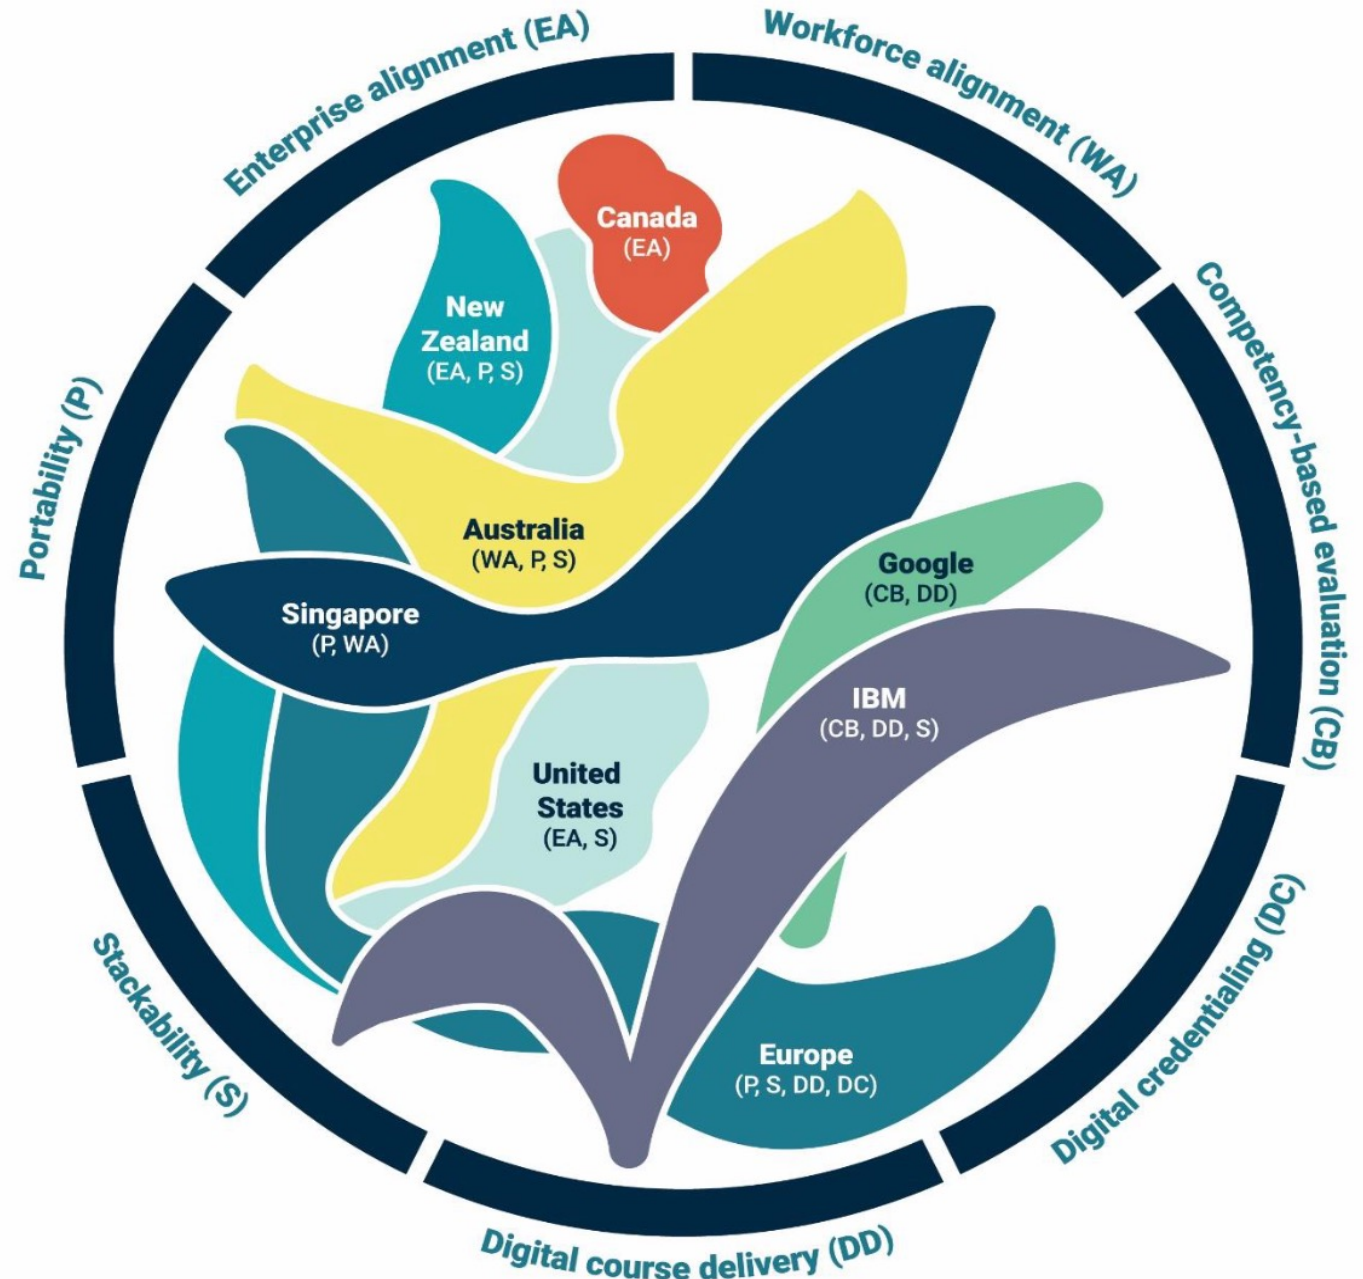 Enterprise alignment (EA)
Workforce alignment (WA)
Competency-based evaluation (CB)
Digital credentialing (DC)
Digital course delivery (DD)
Stackability (S)
Portability (P)
Canada
(EA)
New
Zealand
(EA, P, S)
Australia
(WA, P, S)
Singapore
(P, WA)
Google
(CB, DD)
IBM
(CB, DD, S)
United
States
(EA, S)
Europe
(P, S, DD, DC)